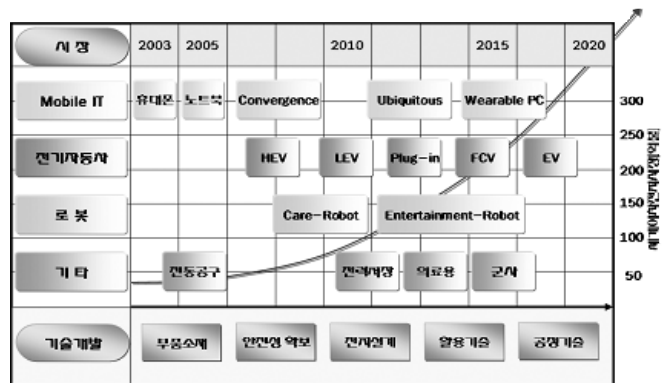 시 장 2003 2005 2010 2015 2020
Mobile IT 휴대폰 노트북 Convergence Ubiquitous Wearable PC 300
250
전기자동차 HEV LEV Plug-in FCV EV 200
150
로 봇 Care-Robot Entertainment-Robot
100
기 타 전동공구 전력저장 의료용 군사 50
기술개발 부품소재 안전성 확보 전지설계 활용기술 공정기술